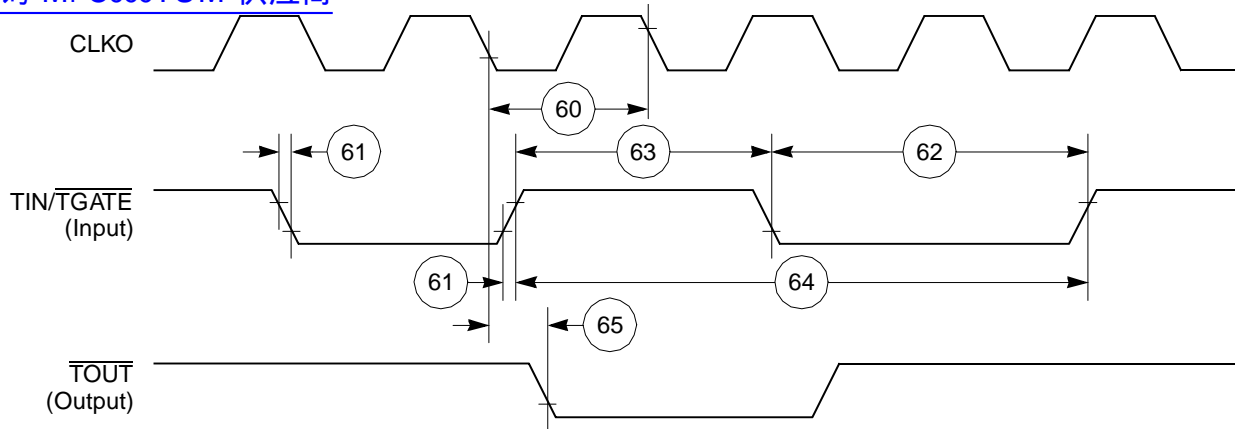 CLKO
60
61
63
62
TIN/TGATE
(Input)
61
64
65
TOUT
(Output)